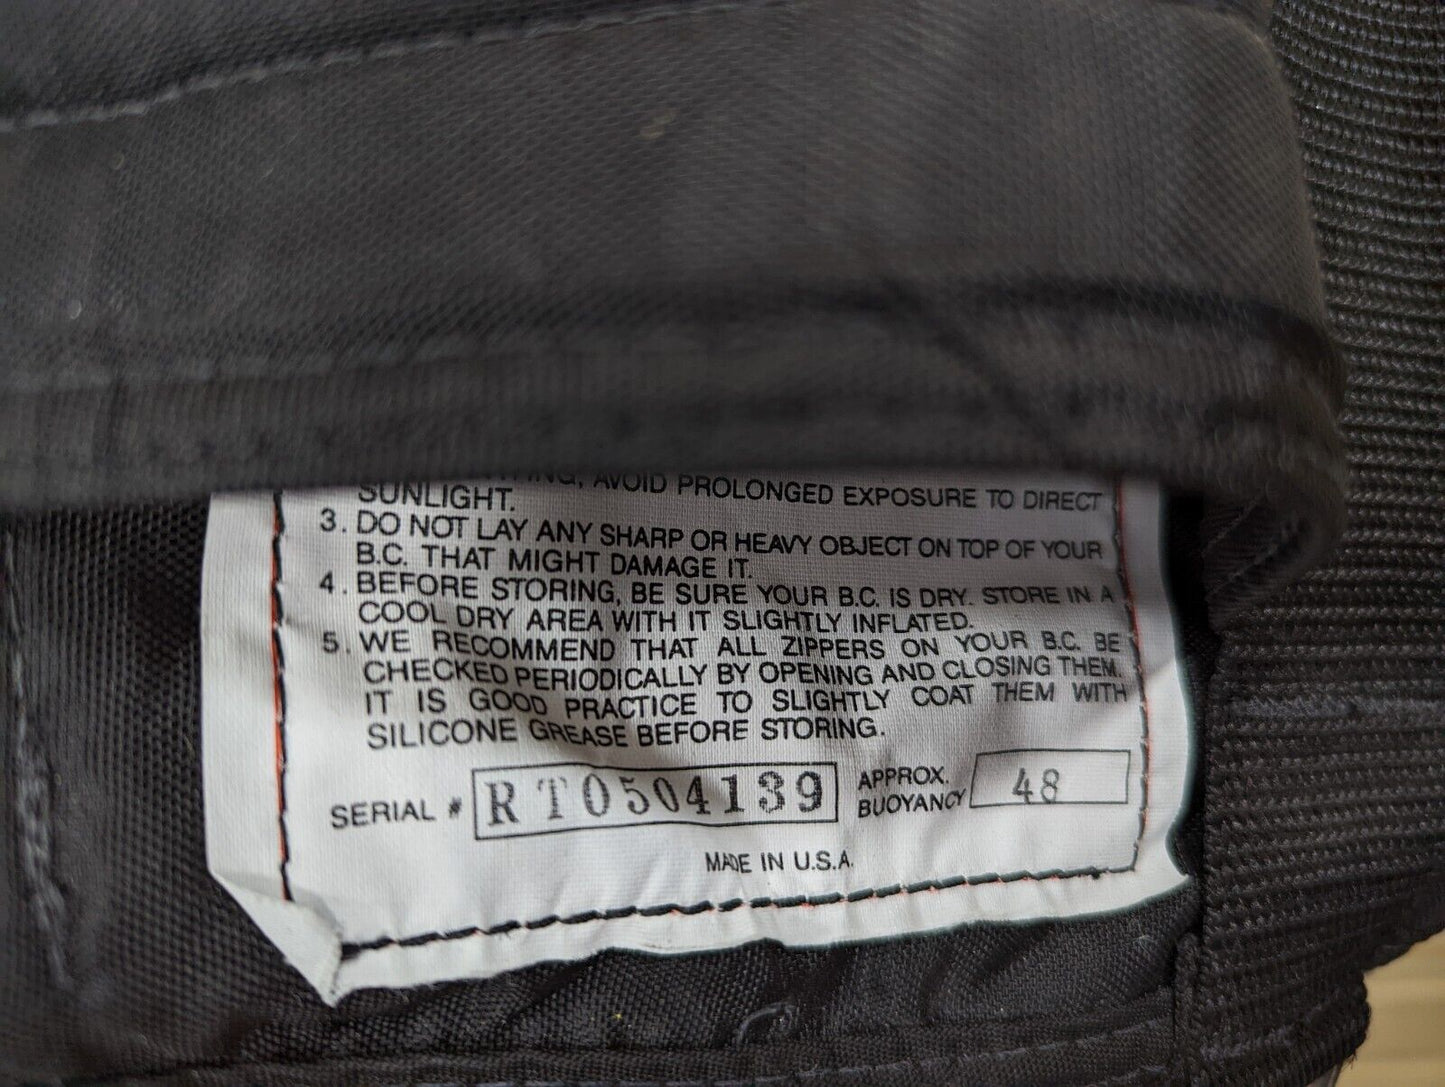 AVOID PROLONGED EXPOSURE TO DIRECT
SUNLIGHT.
3. DO NOT LAY ANY SHARP OR HEAVY OBJECT ON TOP OF YOUR
B.C. THAT MIGHT DAMAGE IT.
4. BEFORE STORING, BE SURE YOUR B.C. IS DRY. STORE IN A
COOL DRY AREA WITH IT SLIGHTLY INFLATED.
5. WE RECOMMEND THAT ALL ZIPPERS ON YOUR B.C. BE
CHECKED PERIODICALLY BY OPENING AND CLOSING THEM.
IT IS GOOD PRACTICE TO SLIGHTLY COAT THEM WITH
SILICONE GREASE BEFORE STORING.
SERIAL # RT0504139 APPROX. BUOYANCY 48
MADE IN U.S.A.